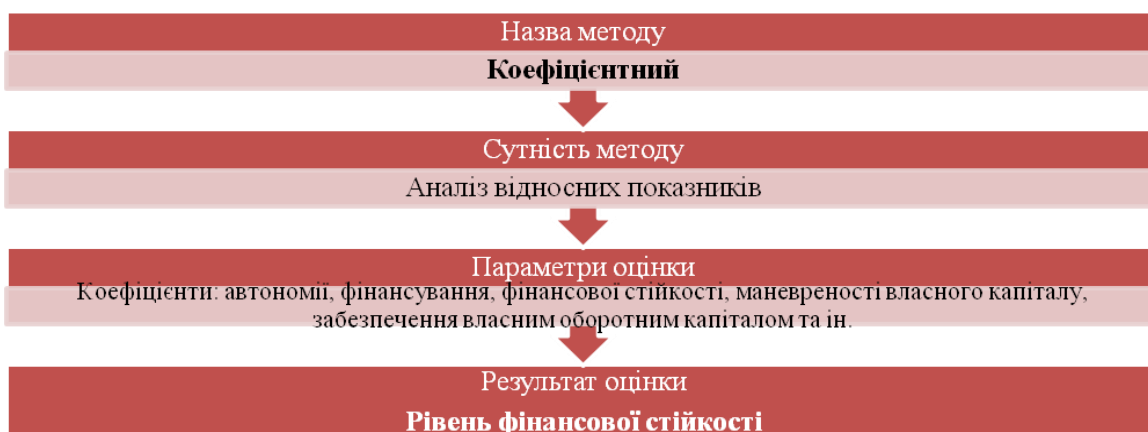 Назва методу
Коефіцієнтний
Сутність методу
Аналіз відносних показників
Параметри оцінки
Коефіцієнти: автономії, фінансування, фінансової стійкості, маневреності власного капіталу,
забезпечення власним оборотним капіталом та ін.
Результат оцінки
Рівень фінансової стійкості